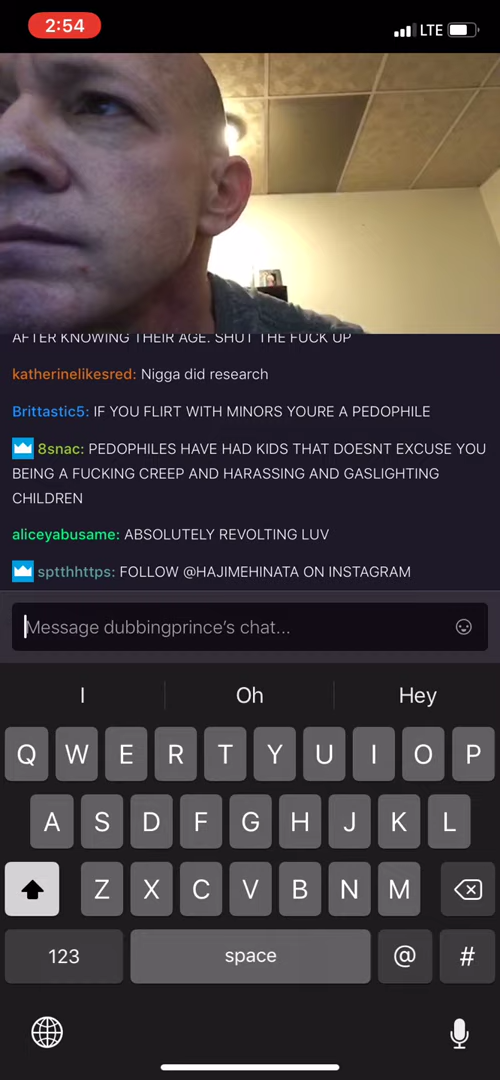 2:54
LTE
AFTER KNOWING THEIR AGE. SHUT THE FUCK UP
katherinelikesred: Nigga did research
Brittastic5: IF YOU FLIRT WITH MINORS YOURE A PEDOPHILE
8snac: PEDOPHILES HAVE HAD KIDS THAT DOESNT EXCUSE YOU
BEING A FUCKING CREEP AND HARASSING AND GASLIGHTING
CHILDREN
aliceyabusame: ABSOLUTELY REVOLTING LUV
sptthhttps: FOLLOW @HAJIMEHINATA ON INSTAGRAM
Message dubbingprince's chat...
I Oh Hey
Q W E R T Y U I O P
A S D F G H J K L
Z X C V B N M
123 space @ #